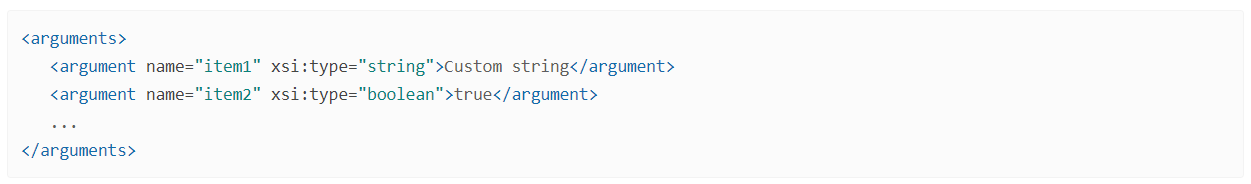 <arguments>
<argument name="item1" xsi:type="string">Custom string</argument>
<argument name="item2" xsi:type="boolean">true</argument>
...
</arguments>